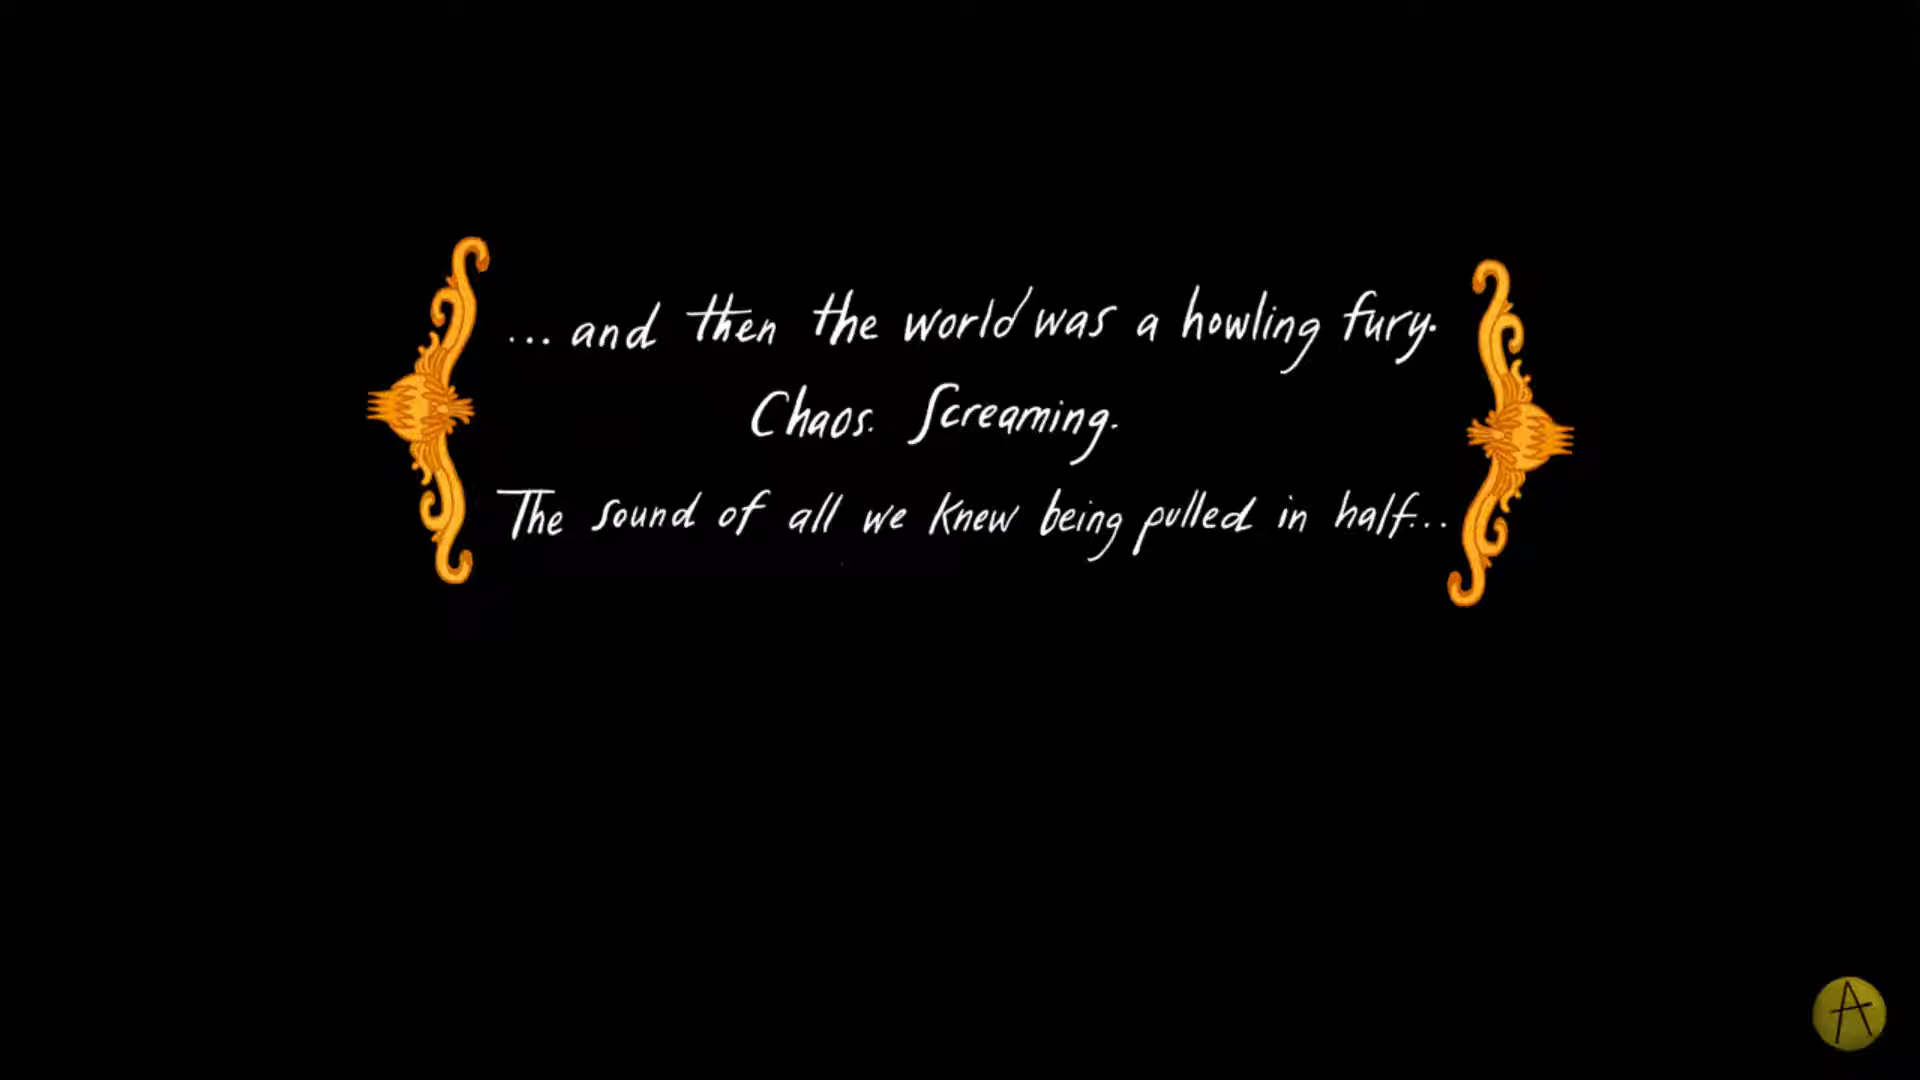 ...and then the world was a howling fury.
Chaos. Screaming.
The sound of all we knew being pulled in half...
A